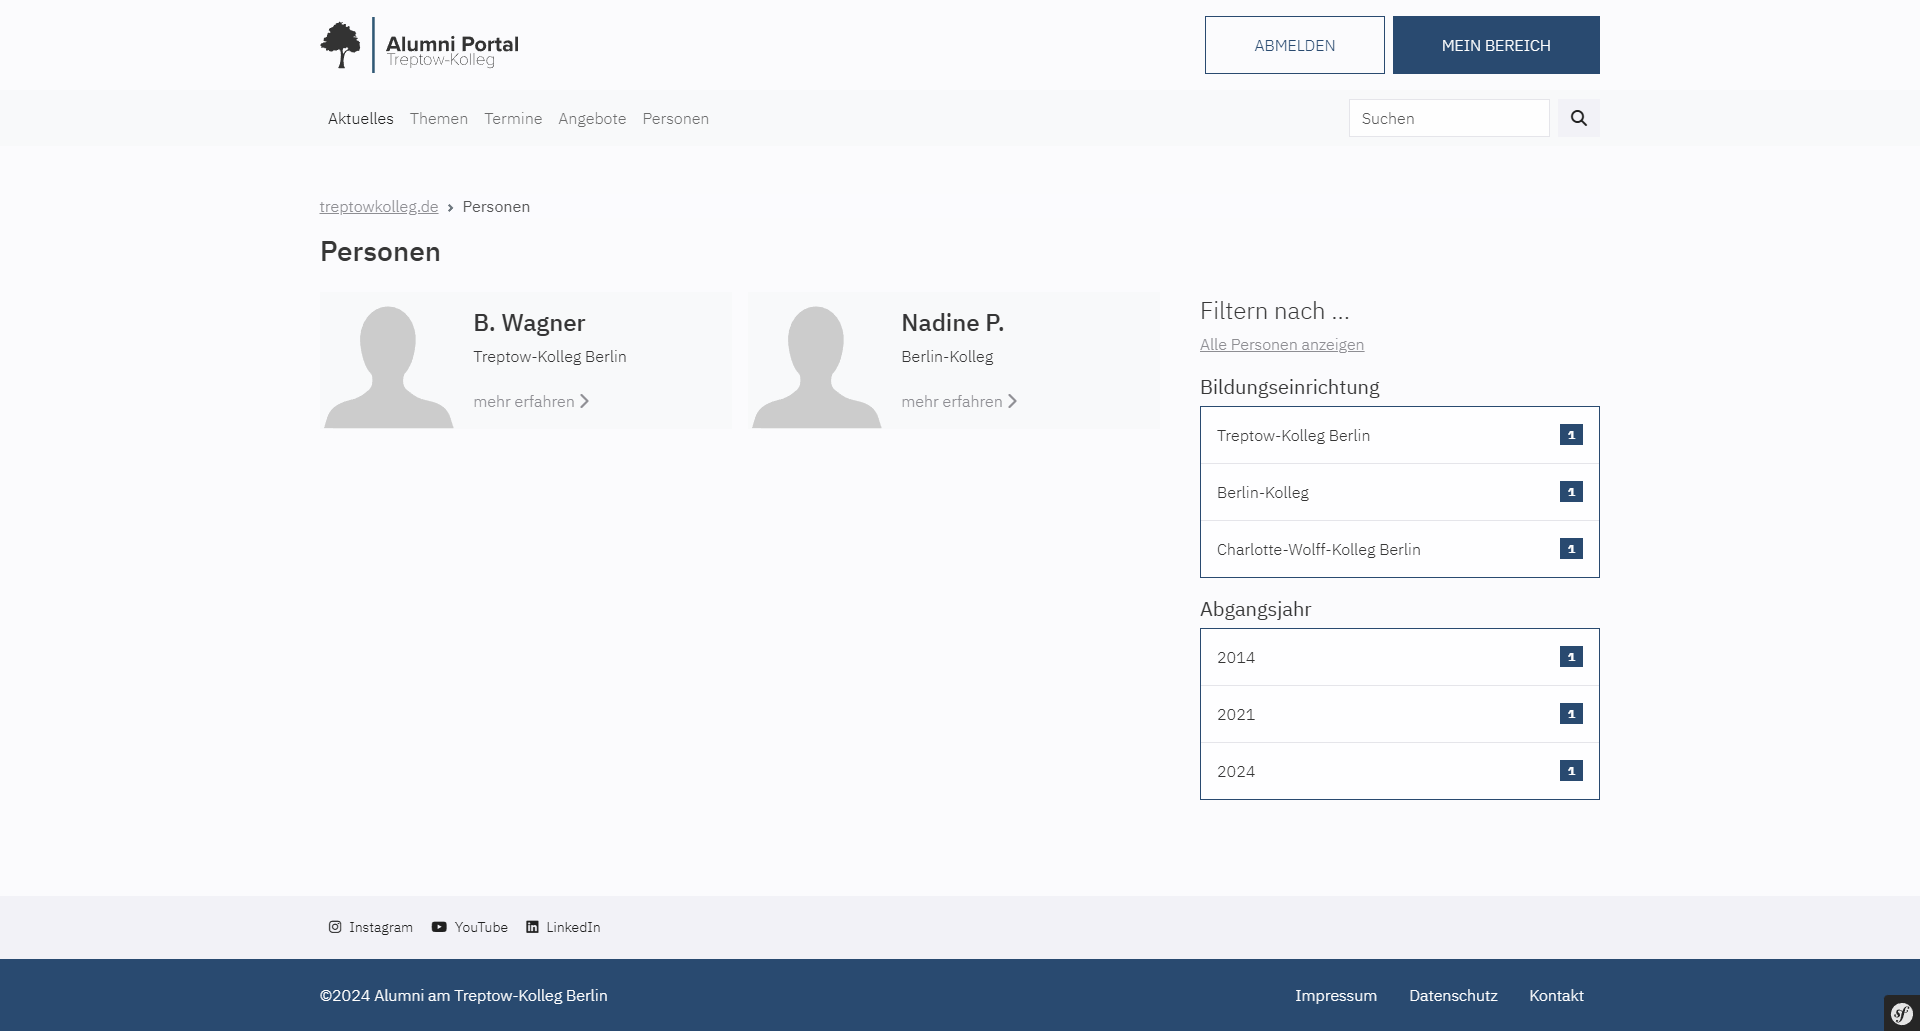 Alumni Portal
Treptow-Kolleg
ABMELDEN
MEIN BEREICH
Aktuelles Themen Termine Angebote Personen
Suchen
treptowkolleg.de › Personen
Personen
B. Wagner
Treptow-Kolleg Berlin
mehr erfahren
Nadine P.
Berlin-Kolleg
mehr erfahren
Filtern nach ...
Alle Personen anzeigen
Bildungseinrichtung
Treptow-Kolleg Berlin 1
Berlin-Kolleg 1
Charlotte-Wolff-Kolleg Berlin 1
Abgangsjahr
2014 1
2021 1
2024 1
Instagram YouTube LinkedIn
©2024 Alumni am Treptow-Kolleg Berlin
Impressum Datenschutz Kontakt
sf